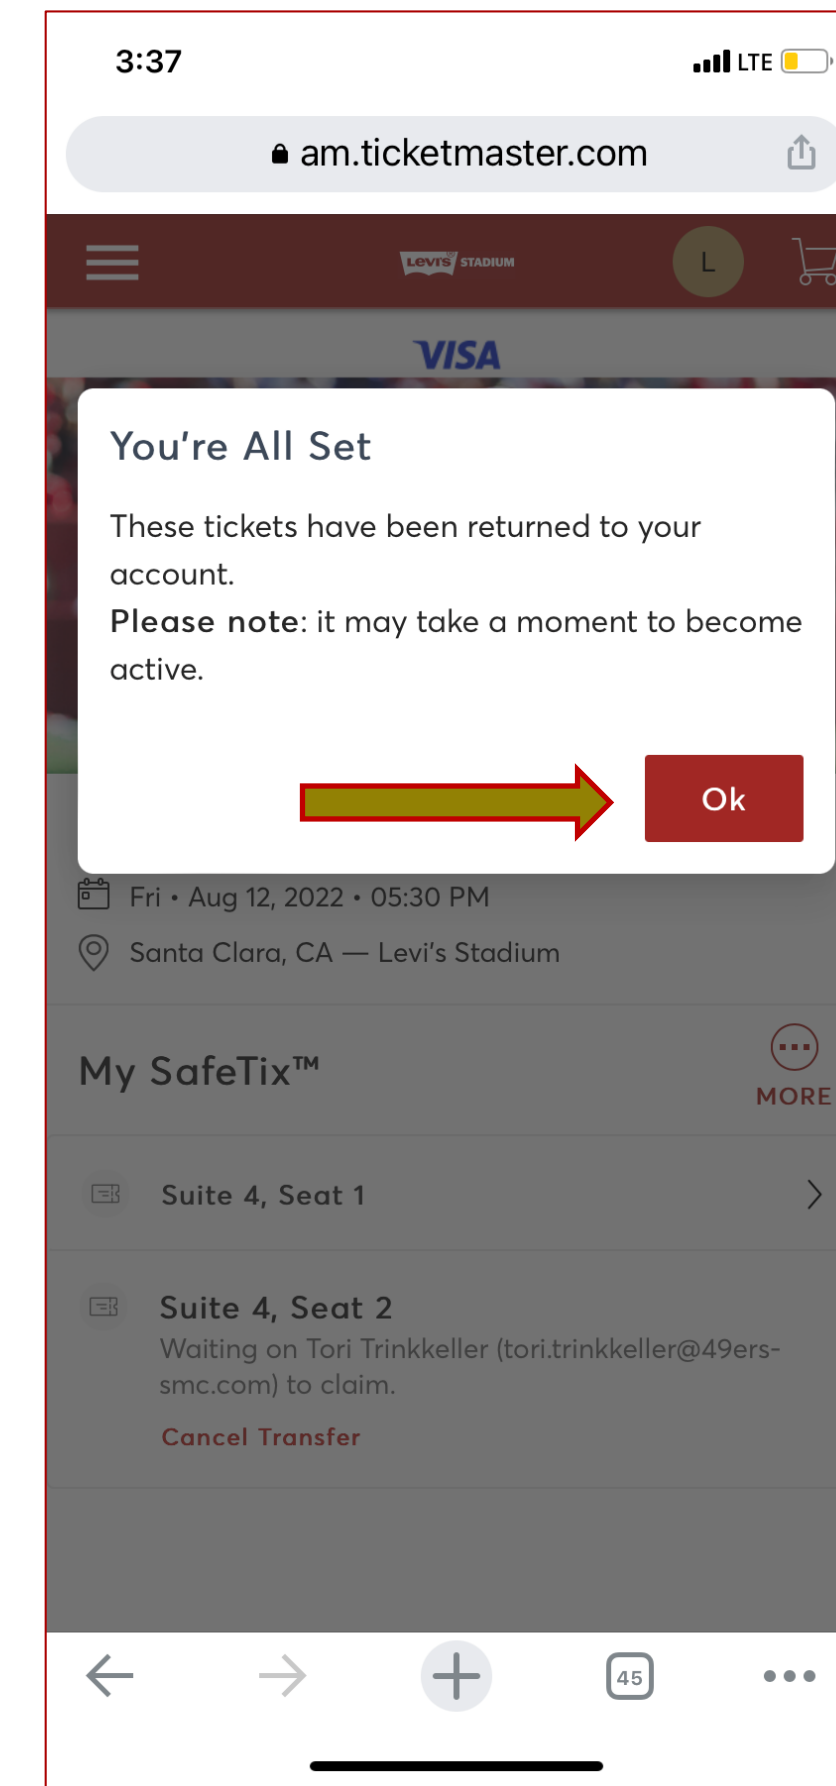 3:37
LTE
am.ticketmaster.com
LEVI'S STADIUM
L
VISA
You're All Set
These tickets have been returned to your
account.
Please note: it may take a moment to become
active.
Ok
Fri • Aug 12, 2022 • 05:30 PM
Santa Clara, CA — Levi's Stadium
My SafeTix™
MORE
Suite 4, Seat 1
Suite 4, Seat 2
Waiting on Tori Trinkkeller (tori.trinkkeller@49ers-
smc.com) to claim.
Cancel Transfer
45